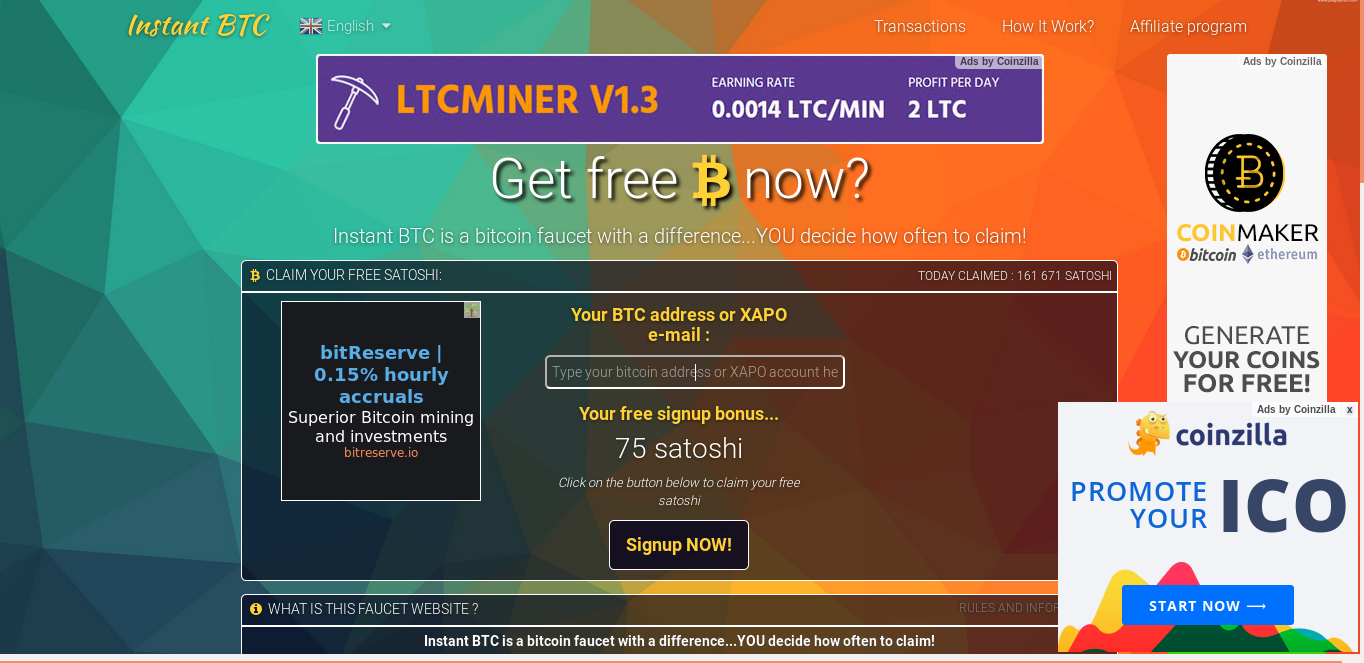 Instant BTC
English
Transactions
How It Work?
Affiliate program
Ads by Coinzilla
LTCMINER V1.3
EARNING RATE
0.0014 LTC/MIN
PROFIT PER DAY
2 LTC
Ads by Coinzilla
COINMAKER
bitcoin ethereum
GENERATE
YOUR COINS
FOR FREE!
Get free ₿ now?
Instant BTC is a bitcoin faucet with a difference...YOU decide how often to claim!
CLAIM YOUR FREE SATOSHI:
TODAY CLAIMED : 161 671 SATOSHI
bitReserve |
0.15% hourly
accruals
Superior Bitcoin mining
and investments
bitreserve.io
Your BTC address or XAPO
e-mail :
Type your bitcoin address or XAPO account he
Your free signup bonus...
75 satoshi
Click on the button below to claim your free
satoshi
Signup NOW!
Ads by Coinzilla x
coinzilla
PROMOTE
YOUR
ICO
START NOW ⟶
WHAT IS THIS FAUCET WEBSITE ?
RULES AND INFOR
Instant BTC is a bitcoin faucet with a difference...YOU decide how often to claim!